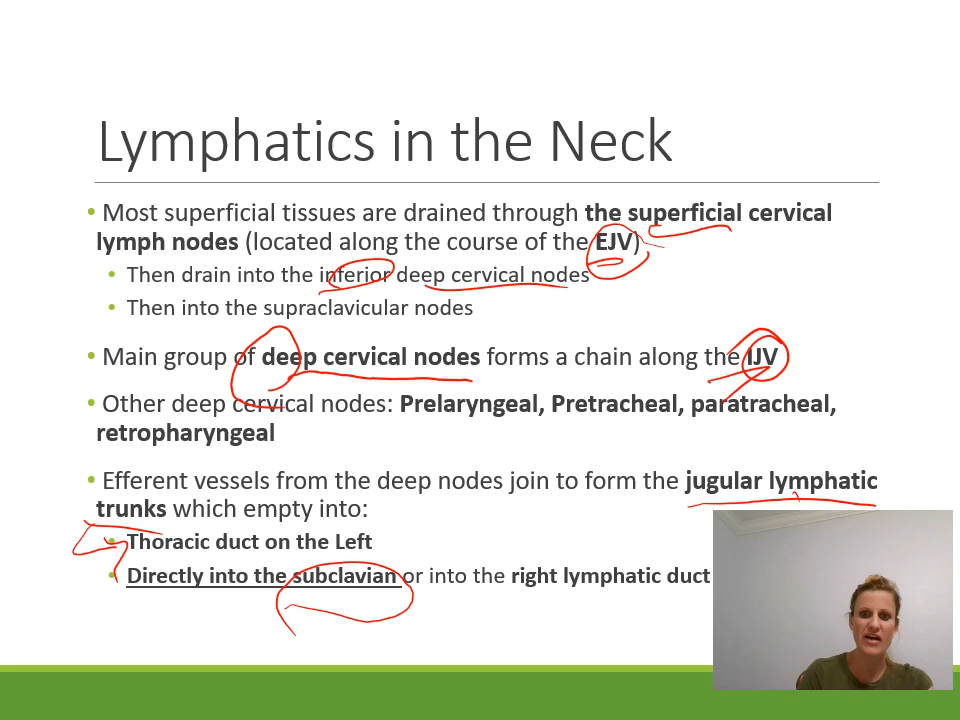 Lymphatics in the Neck
• Most superficial tissues are drained through the superficial cervical
lymph nodes (located along the course of the EJV)
• Then drain into the inferior deep cervical nodes
• Then into the supraclavicular nodes
• Main group of deep cervical nodes forms a chain along the IJV
• Other deep cervical nodes: Prelaryngeal, Pretracheal, paratracheal,
retropharyngeal
• Efferent vessels from the deep nodes join to form the jugular lymphatic
trunks which empty into:
• Thoracic duct on the Left
• Directly into the subclavian or into the right lymphatic duct